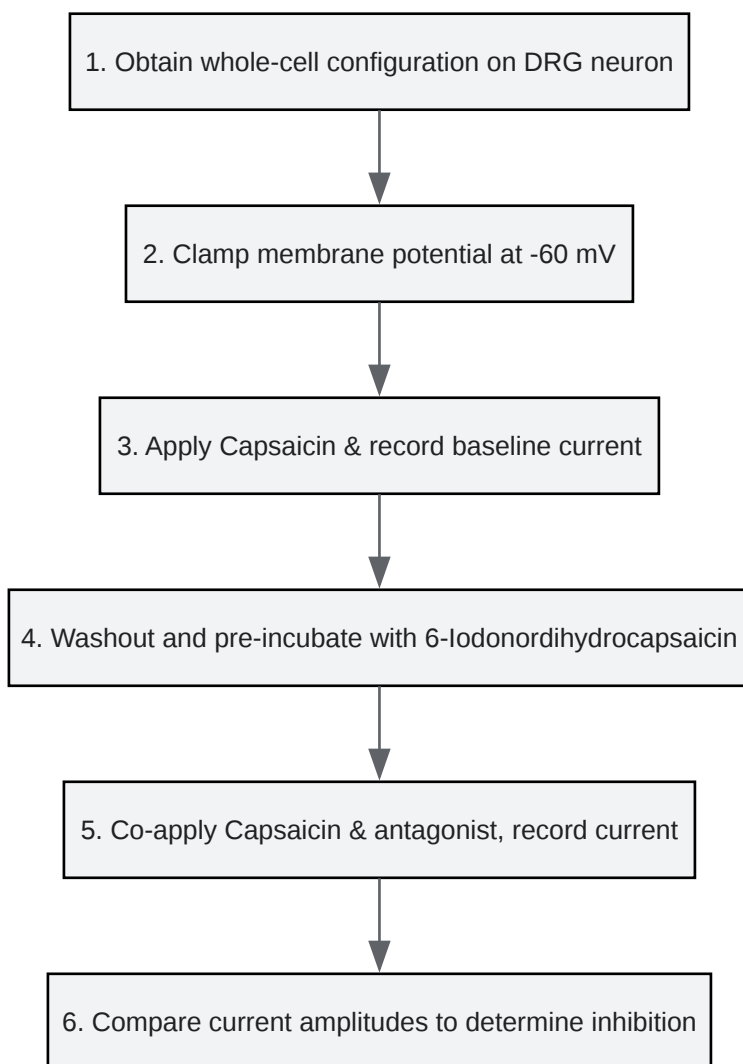 1. Obtain whole-cell configuration on DRG neuron
2. Clamp membrane potential at -60 mV
3. Apply Capsaicin & record baseline current
4. Washout and pre-incubate with 6-Iodonordihydrocapsaicin
5. Co-apply Capsaicin & antagonist, record current
6. Compare current amplitudes to determine inhibition